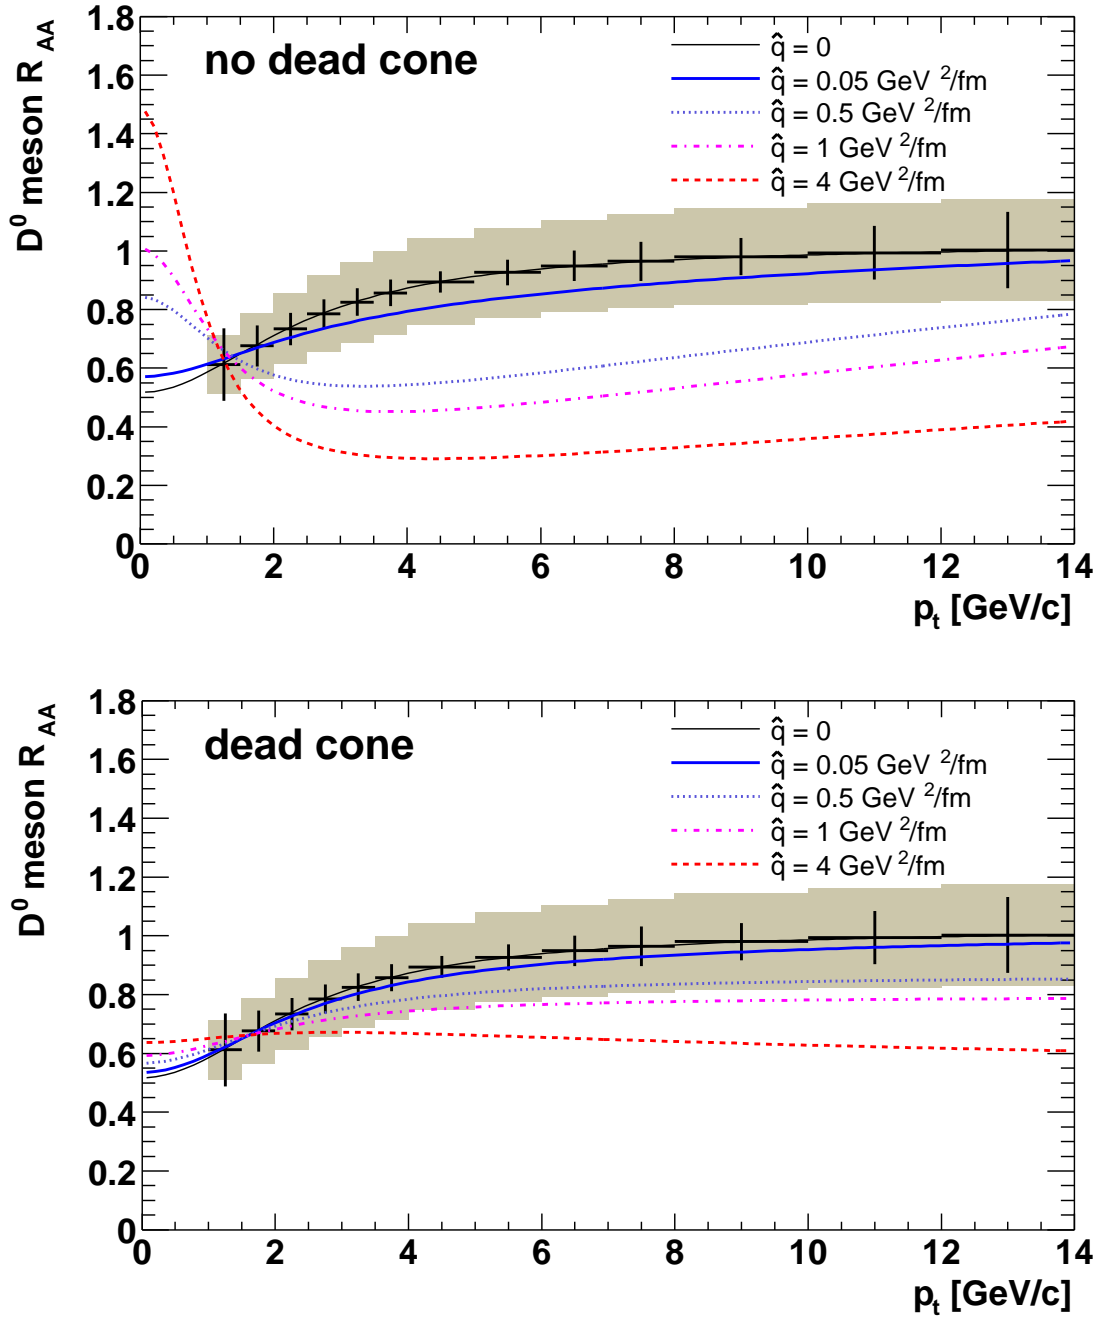 D⁰ meson R_AA
1.8
1.6
1.4
1.2
1
0.8
0.6
0.4
0.2
0
no dead cone
q̂ = 0
q̂ = 0.05 GeV ²/fm
q̂ = 0.5 GeV ²/fm
q̂ = 1 GeV ²/fm
q̂ = 4 GeV ²/fm
0 2 4 6 8 10 12 14
p_t [GeV/c]
D⁰ meson R_AA
1.8
1.6
1.4
1.2
1
0.8
0.6
0.4
0.2
0
dead cone
q̂ = 0
q̂ = 0.05 GeV ²/fm
q̂ = 0.5 GeV ²/fm
q̂ = 1 GeV ²/fm
q̂ = 4 GeV ²/fm
0 2 4 6 8 10 12 14
p_t [GeV/c]